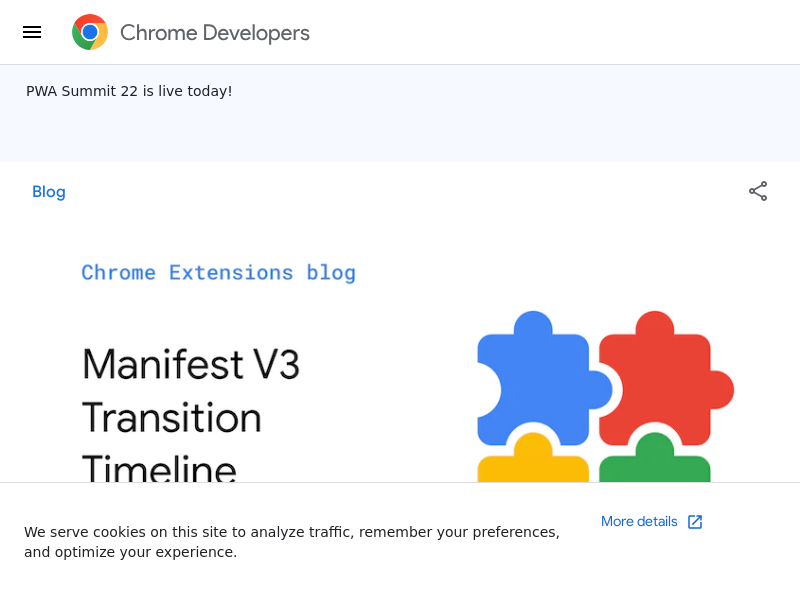 Chrome Developers
PWA Summit 22 is live today!
Blog
Chrome Extensions blog
Manifest V3
Transition
Timeline
We serve cookies on this site to analyze traffic, remember your preferences,
and optimize your experience.
More details